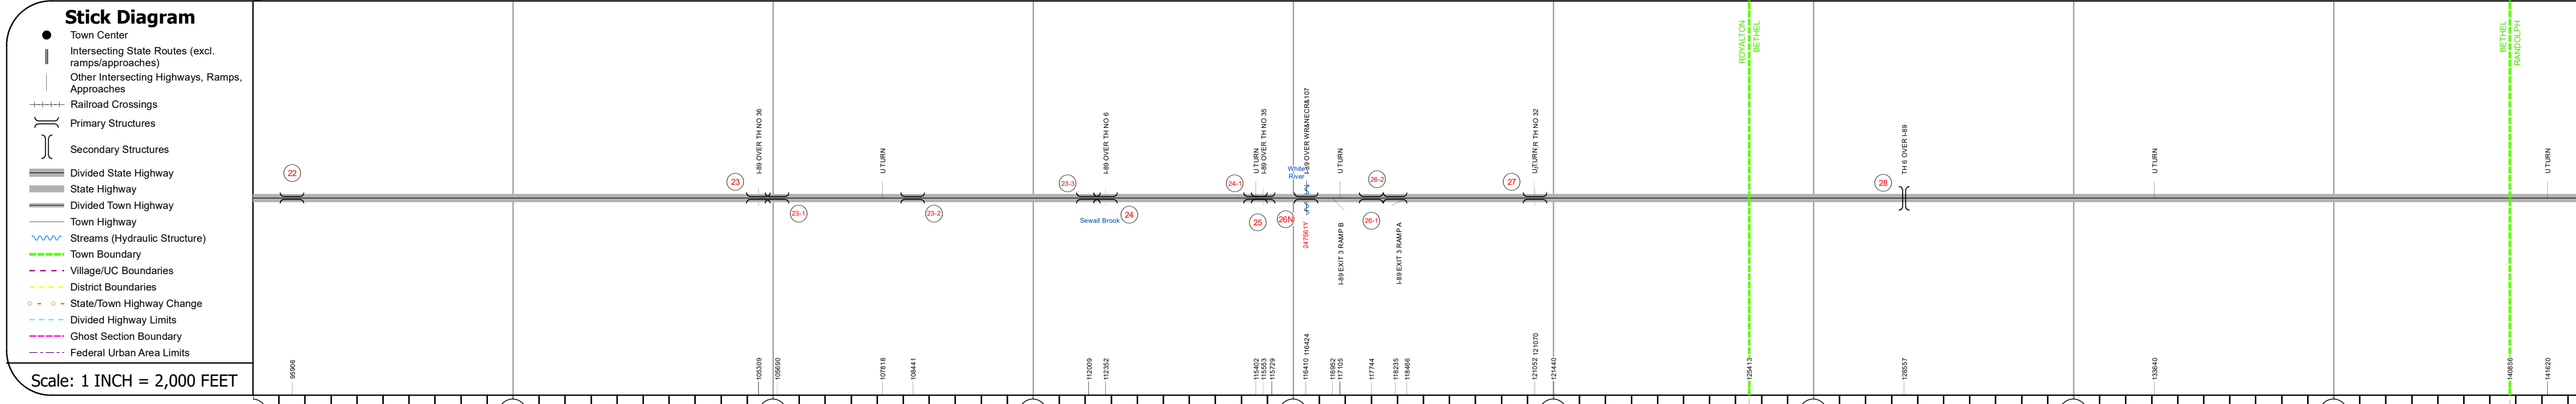 Stick Diagram
Town Center
Intersecting State Routes (excl.
ramps/approaches)
Other Intersecting Highways, Ramps,
Approaches
Railroad Crossings
Primary Structures
Secondary Structures
Divided State Highway
State Highway
Divided Town Highway
Town Highway
Streams (Hydraulic Structure)
Town Boundary
Village/UC Boundaries
District Boundaries
State/Town Highway Change
Divided Highway Limits
Ghost Section Boundary
Federal Urban Area Limits
Scale: 1 INCH = 2,000 FEET
22
23
I-89 OVER TH NO 36
23-1
U TURN
23-2
23-3
I-89 OVER TH NO 6
Sewall Brook
24
24-1
U TURN
I-89 OVER TH NO 35
25
26N
White
River
I-89 OVER WR&NECR&107
247561Y
U TURN
I-89 EXIT 3 RAMP B
26-2
26-1
I-89 EXIT 3 RAMP A
27
ROYALTON
BETHEL
28
TH 6 OVER I-89
U TURN
BETHEL
RANDOLPH
U TURN
95906
105309
105690
107818
108441
112009
112352
115402
115553
115729
116410
116424
116952
117105
117744
118235
118466
121052
121070
121440
125413
128557
133640
140856
141620